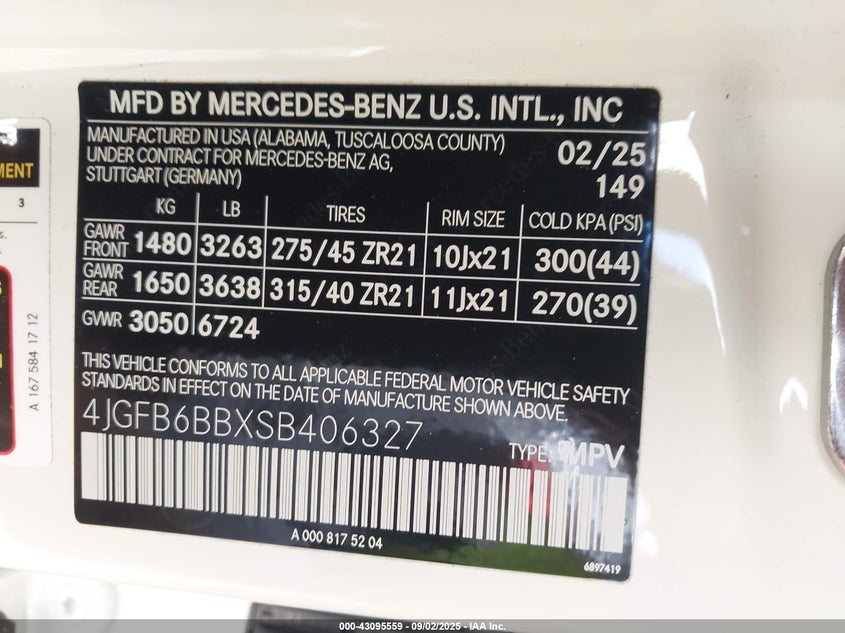 MFD BY MERCEDES-BENZ U.S. INTL., INC
MANUFACTURED IN USA (ALABAMA, TUSCALOOSA COUNTY)
UNDER CONTRACT FOR MERCEDES-BENZ AG,
STUTTGART (GERMANY)
02/25
149
KG LB TIRES RIM SIZE COLD KPA (PSI)
GAWR FRONT 1480 3263 275/45 ZR21 10Jx21 300(44)
GAWR REAR 1650 3638 315/40 ZR21 11Jx21 270(39)
GVWR 3050 6724
THIS VEHICLE CONFORMS TO ALL APPLICABLE FEDERAL MOTOR VEHICLE SAFETY
STANDARDS IN EFFECT ON THE DATE OF MANUFACTURE SHOWN ABOVE.
4JGFB6BBXSB406327
TYPE: MPV
A 000 817 52 04
6897419
3
A 167 584 17 12
000-43095559 - 09/02/2025 - IAA Inc.